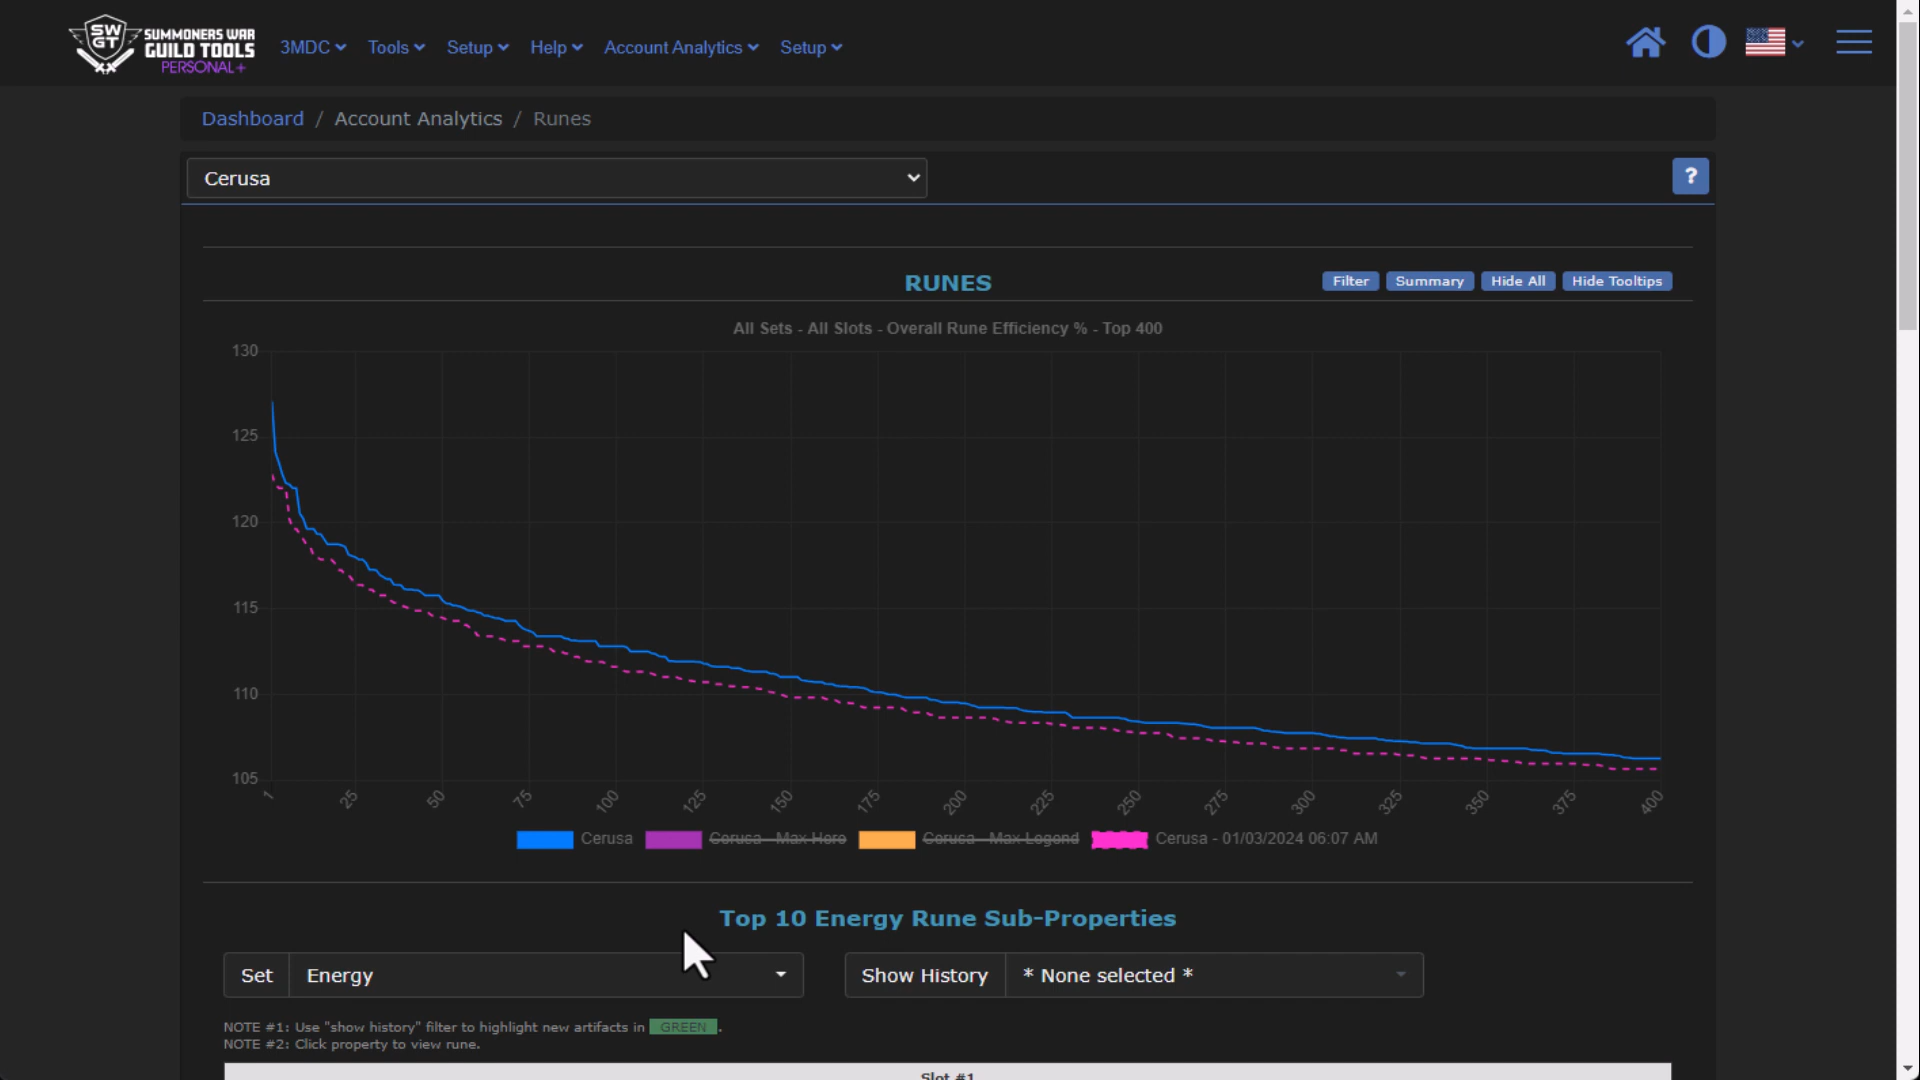 SW
GT
SUMMONERS WAR
GUILD TOOLS
PERSONAL+
3MDC Tools Setup Help Account Analytics Setup
Dashboard / Account Analytics / Runes
Cerusa
?
RUNES
Filter Summary Hide All Hide Tooltips
All Sets - All Slots - Overall Rune Efficiency % - Top 400
130
125
120
115
110
105
1 25 50 75 100 125 150 175 200 225 250 275 300 325 350 375 400
Cerusa Cerusa - Max Hero Cerusa - Max Legend Cerusa - 01/03/2024 06:07 AM
Top 10 Energy Rune Sub-Properties
Set Energy Show History * None selected *
NOTE #1: Use "show history" filter to highlight new artifacts in GREEN .
NOTE #2: Click property to view rune.
Slot #1